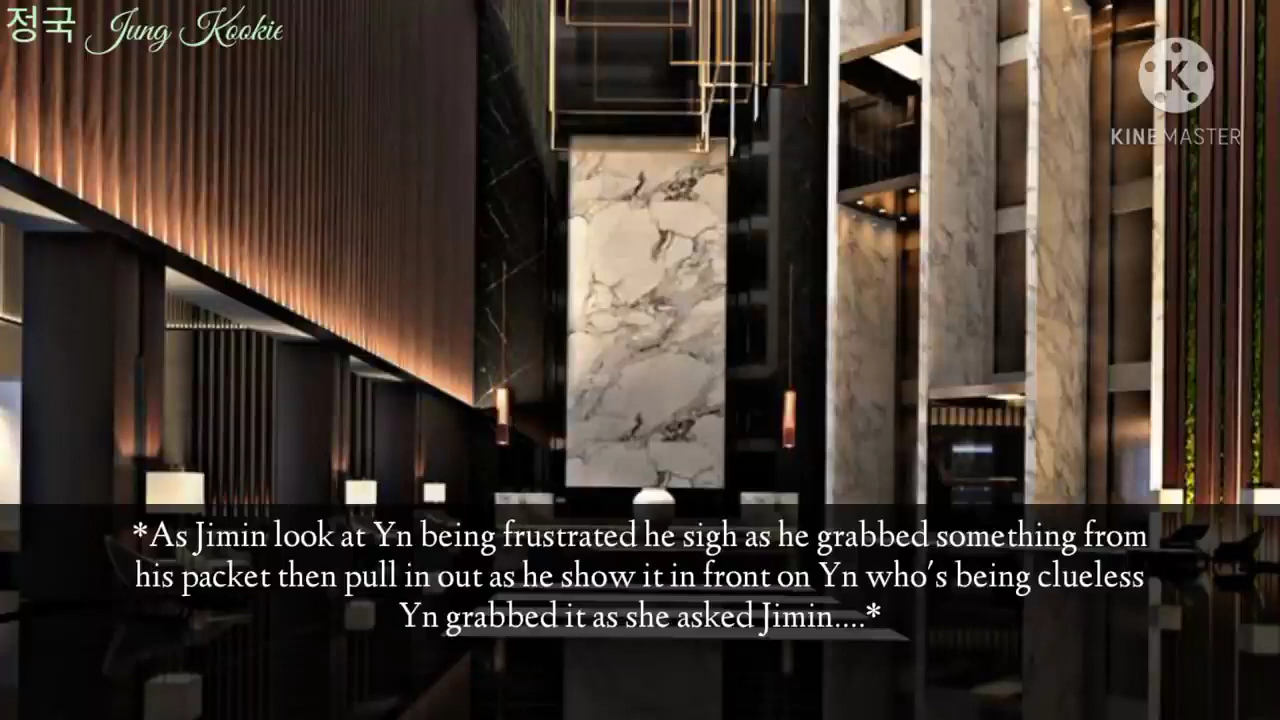 정국 Jung Kookie
K
KINEMASTER
*As Jimin look at Yn being frustrated he sigh as he grabbed something from
his packet then pull in out as he show it in front on Yn who's being clueless
Yn grabbed it as she asked Jimin....*